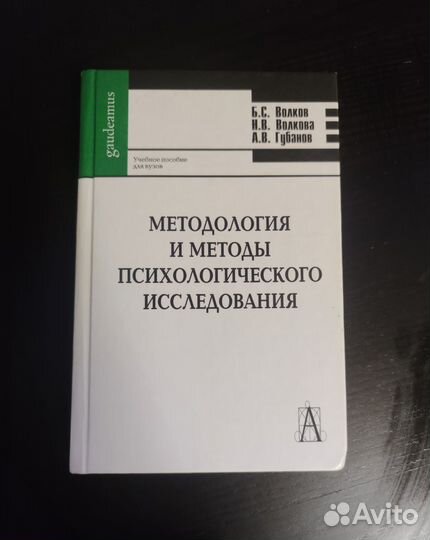 gaudeamus
Б.С. Волков
Н.В. Волкова
А.В. Губанов
Учебное пособие
для вузов
МЕТОДОЛОГИЯ
И МЕТОДЫ
ПСИХОЛОГИЧЕСКОГО
ИССЛЕДОВАНИЯ
А
Avito